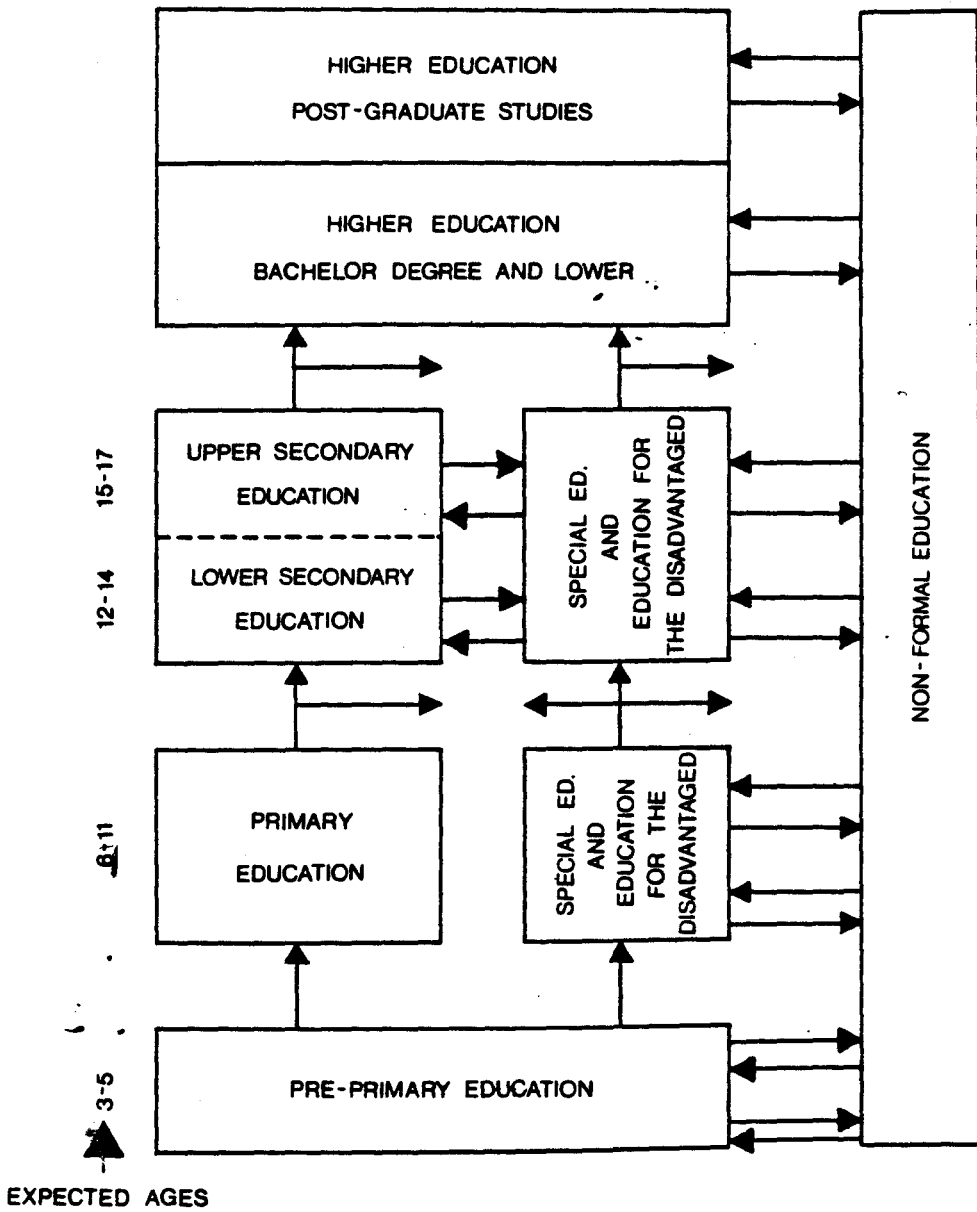 HIGHER EDUCATION
POST-GRADUATE STUDIES
HIGHER EDUCATION
BACHELOR DEGREE AND LOWER
15-17
UPPER SECONDARY
EDUCATION
12-14
LOWER SECONDARY
EDUCATION
SPECIAL ED.
AND
EDUCATION FOR
THE DISADVANTAGED
NON-FORMAL EDUCATION
6-11
PRIMARY
EDUCATION
SPECIAL ED.
AND
EDUCATION
FOR THE
DISADVANTAGED
3-5
PRE-PRIMARY EDUCATION
EXPECTED AGES